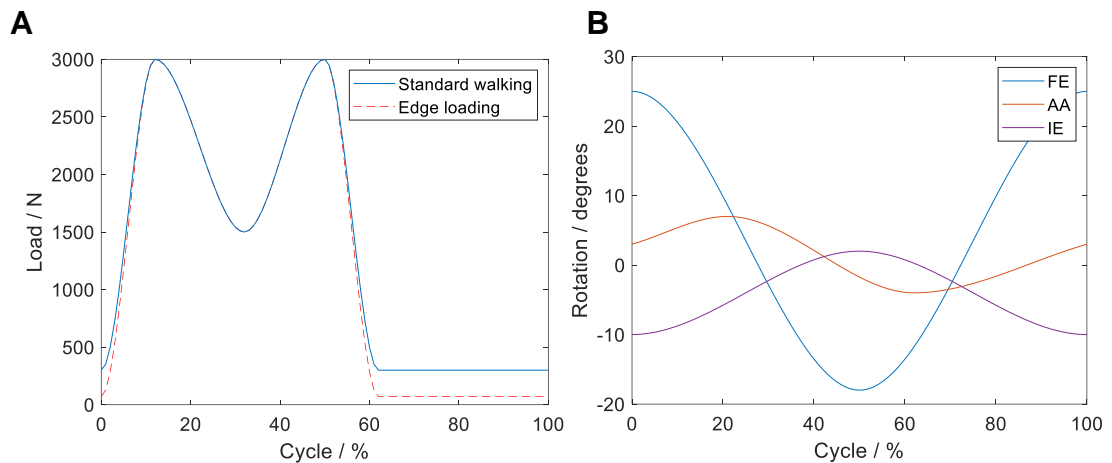 A
Load / N
3000
2500
2000
1500
1000
500
0
0 20 40 60 80 100
Cycle / %
Standard walking
Edge loading
B
Rotation / degrees
30
20
10
0
-10
-20
0 20 40 60 80 100
Cycle / %
FE
AA
IE